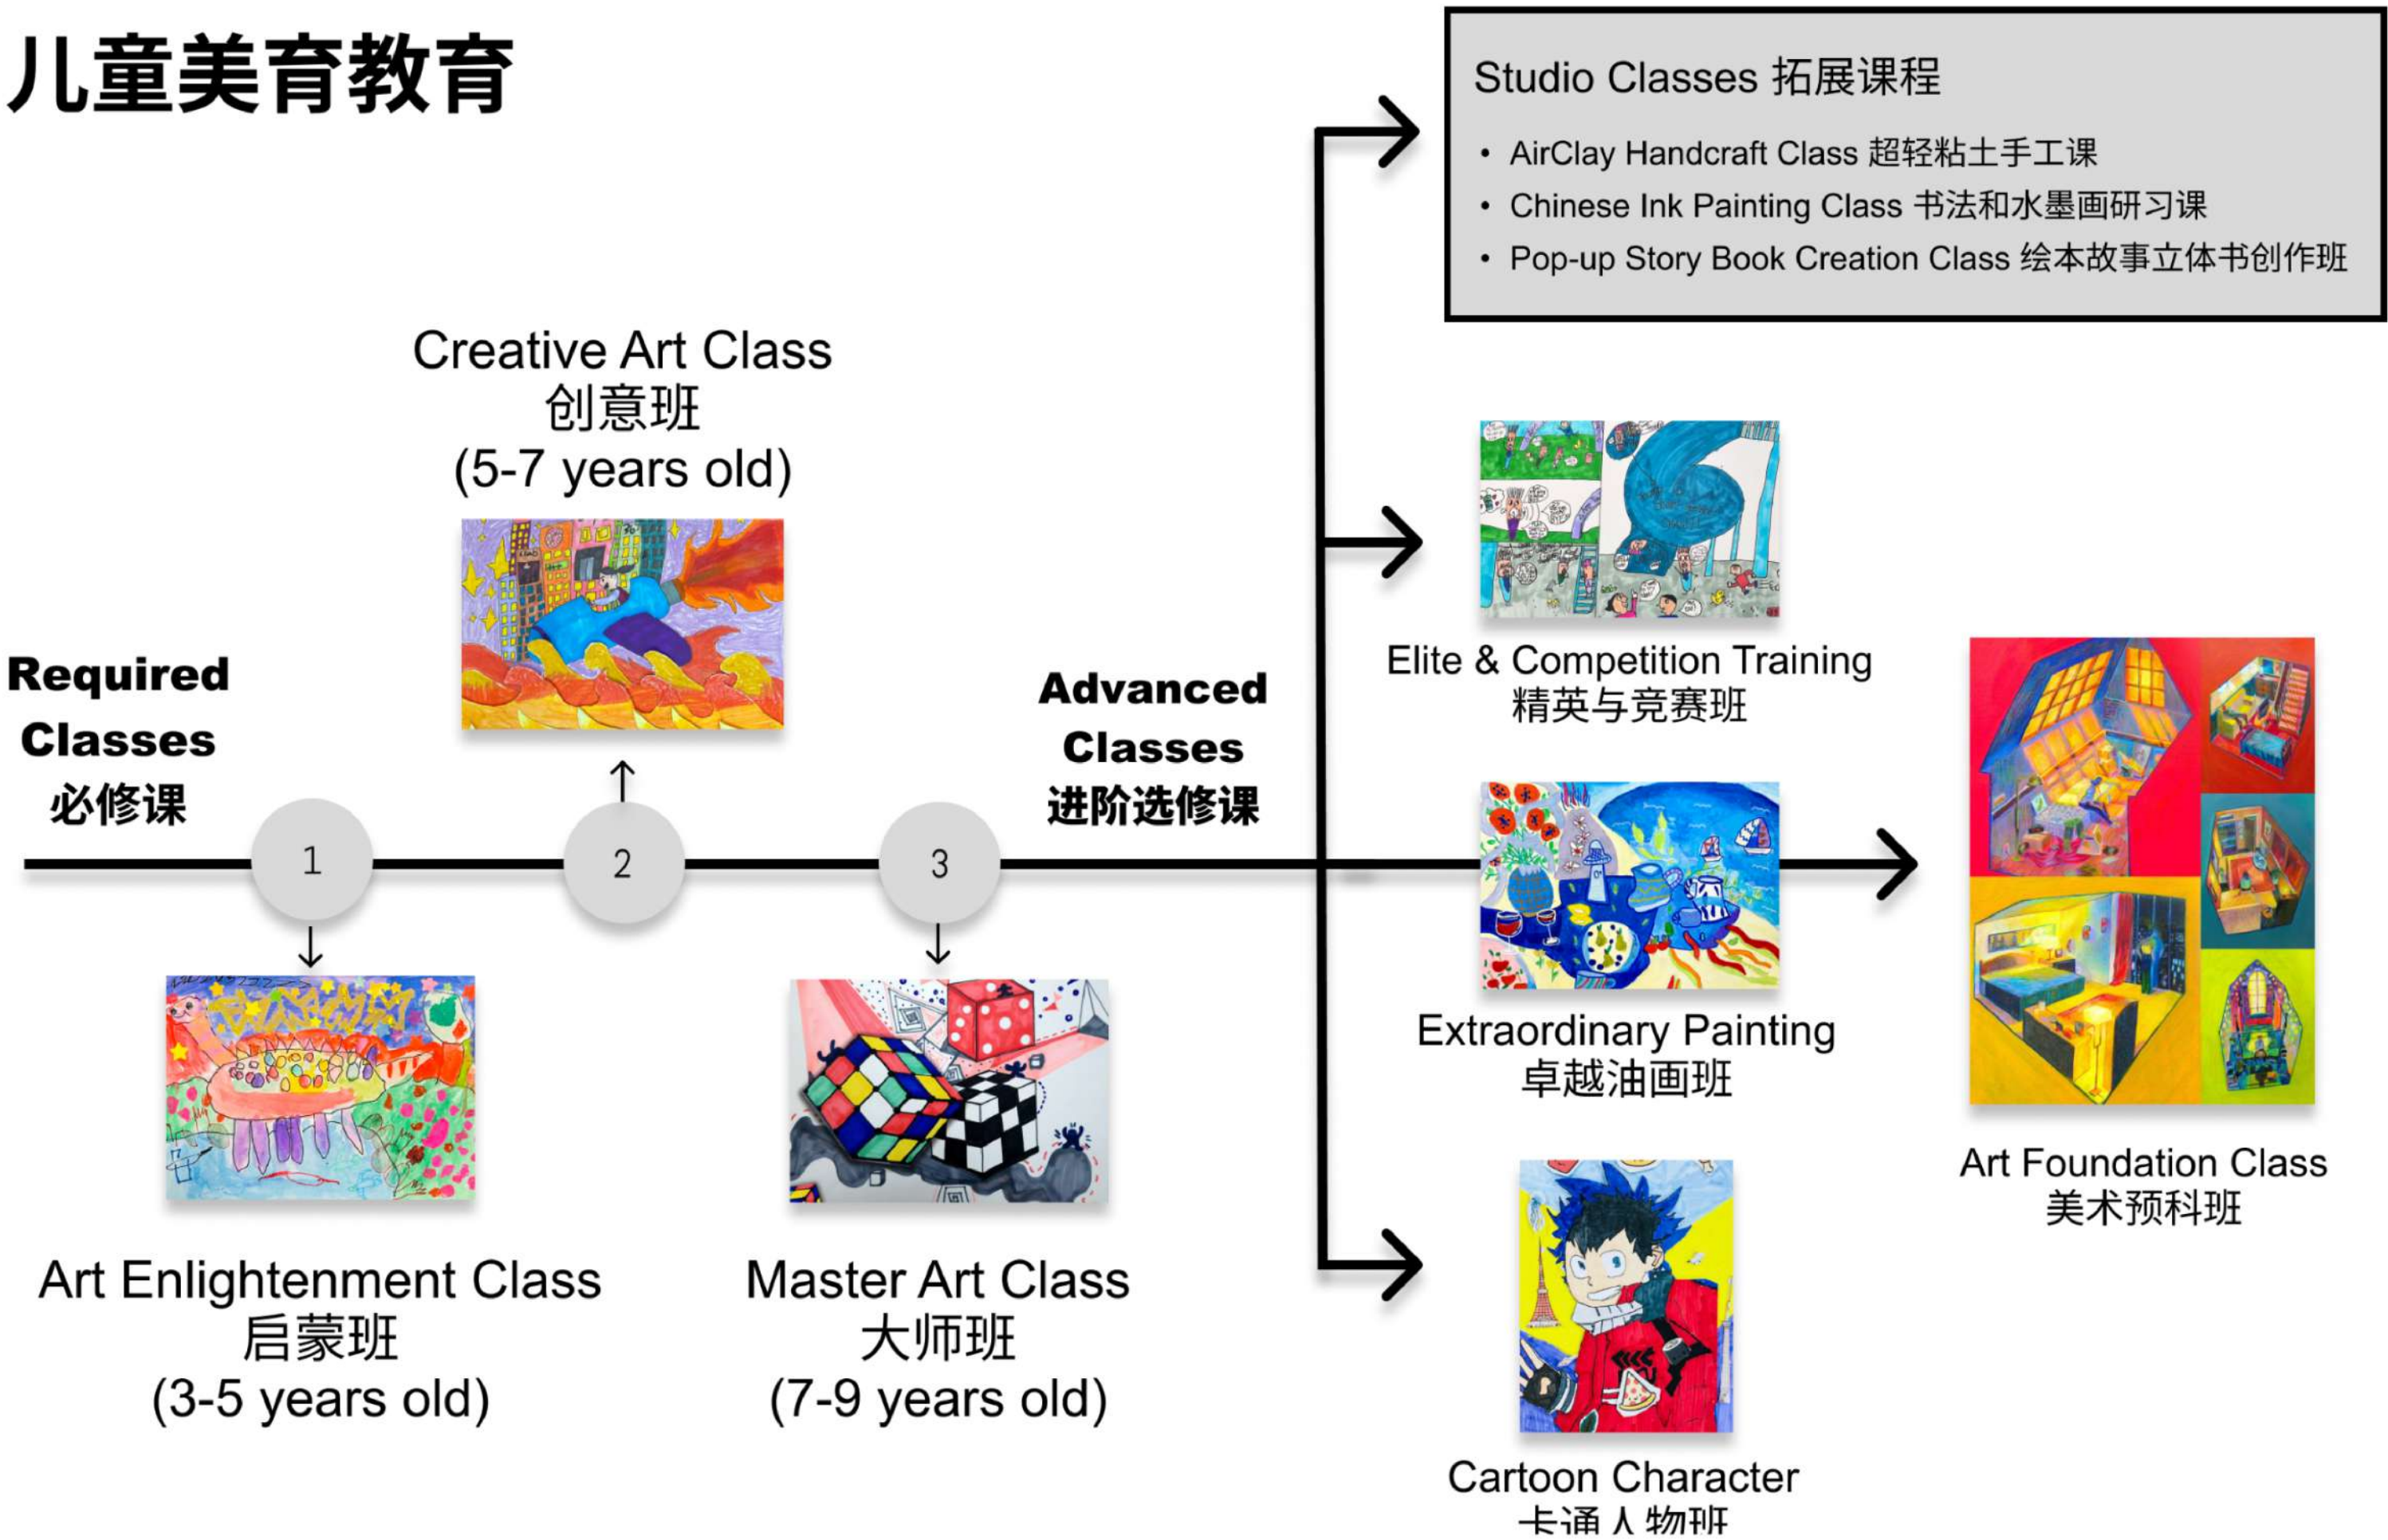 儿童美育教育
Studio Classes 拓展课程
• AirClay Handcraft Class 超轻粘土手工课
• Chinese Ink Painting Class 书法和水墨画研习课
• Pop-up Story Book Creation Class 绘本故事立体书创作班
Creative Art Class
创意班
(5-7 years old)
Required
Classes
必修课
1
2
3
Advanced
Classes
进阶选修课
Art Enlightenment Class
启蒙班
(3-5 years old)
Master Art Class
大师班
(7-9 years old)
Elite & Competition Training
精英与竞赛班
Extraordinary Painting
卓越油画班
Cartoon Character
卡通人物班
Art Foundation Class
美术预科班